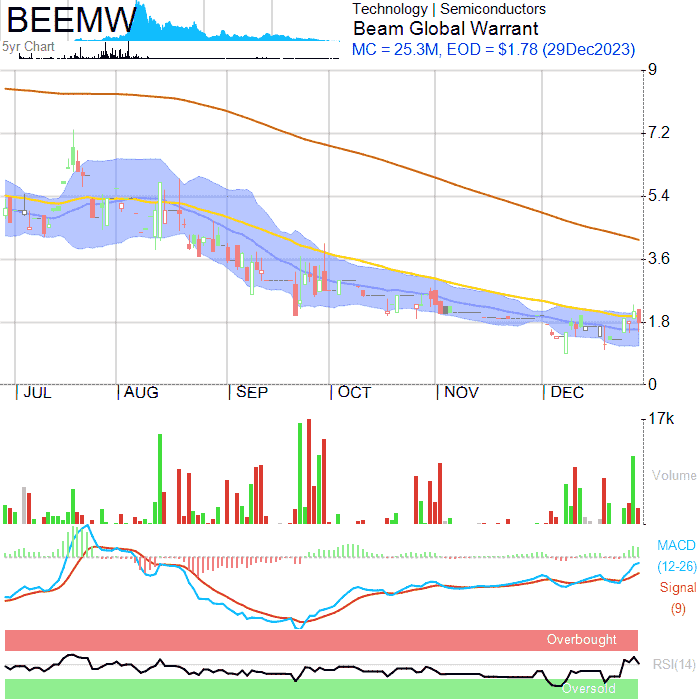 BEEMW
5yr Chart
Technology | Semiconductors
Beam Global Warrant
MC = 25.3M, EOD = $1.78 (29Dec2023)
9
7.2
5.4
3.6
1.8
0
JUL AUG SEP OCT NOV DEC
17k
Volume
MACD
(12-26)
Signal
(9)
Overbought
RSI(14)
Oversold